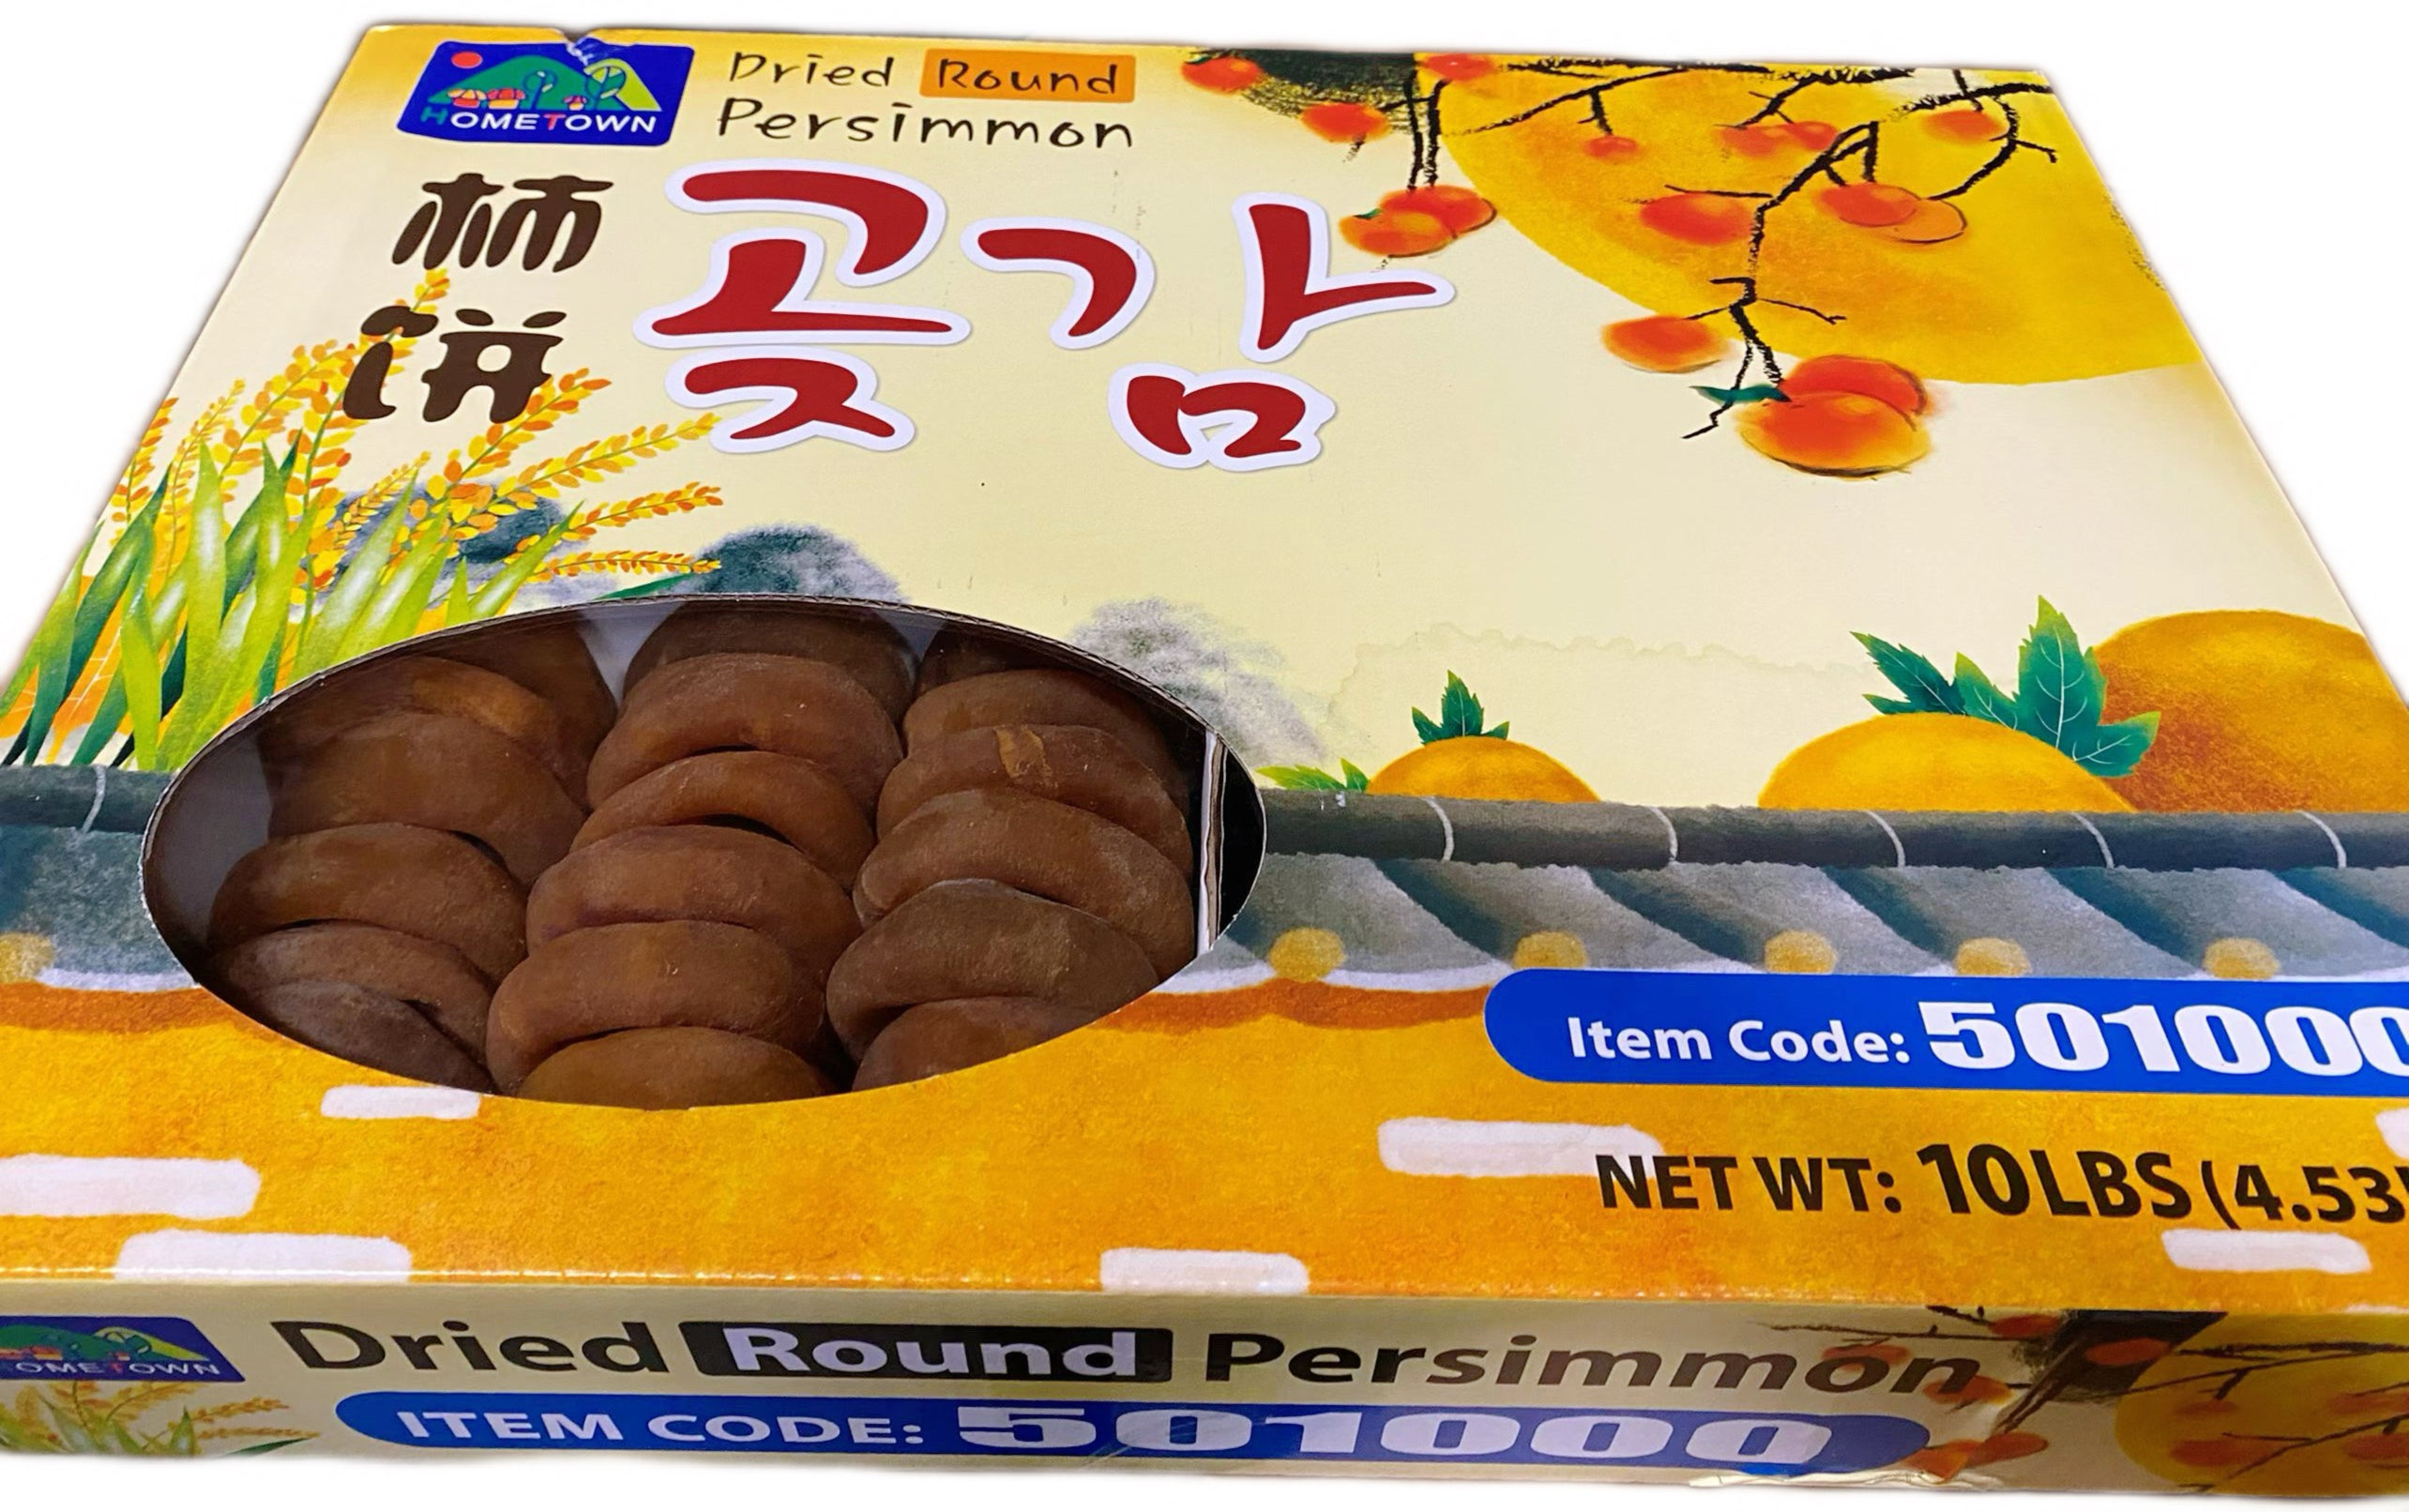 HOMETOWN
Dried Round
Persimmon
柿
餅
곶감
Item Code: 501000
NET WT: 10LBS (4.53
HOMETOWN
Dried Round Persimmon
ITEM CODE: 501000